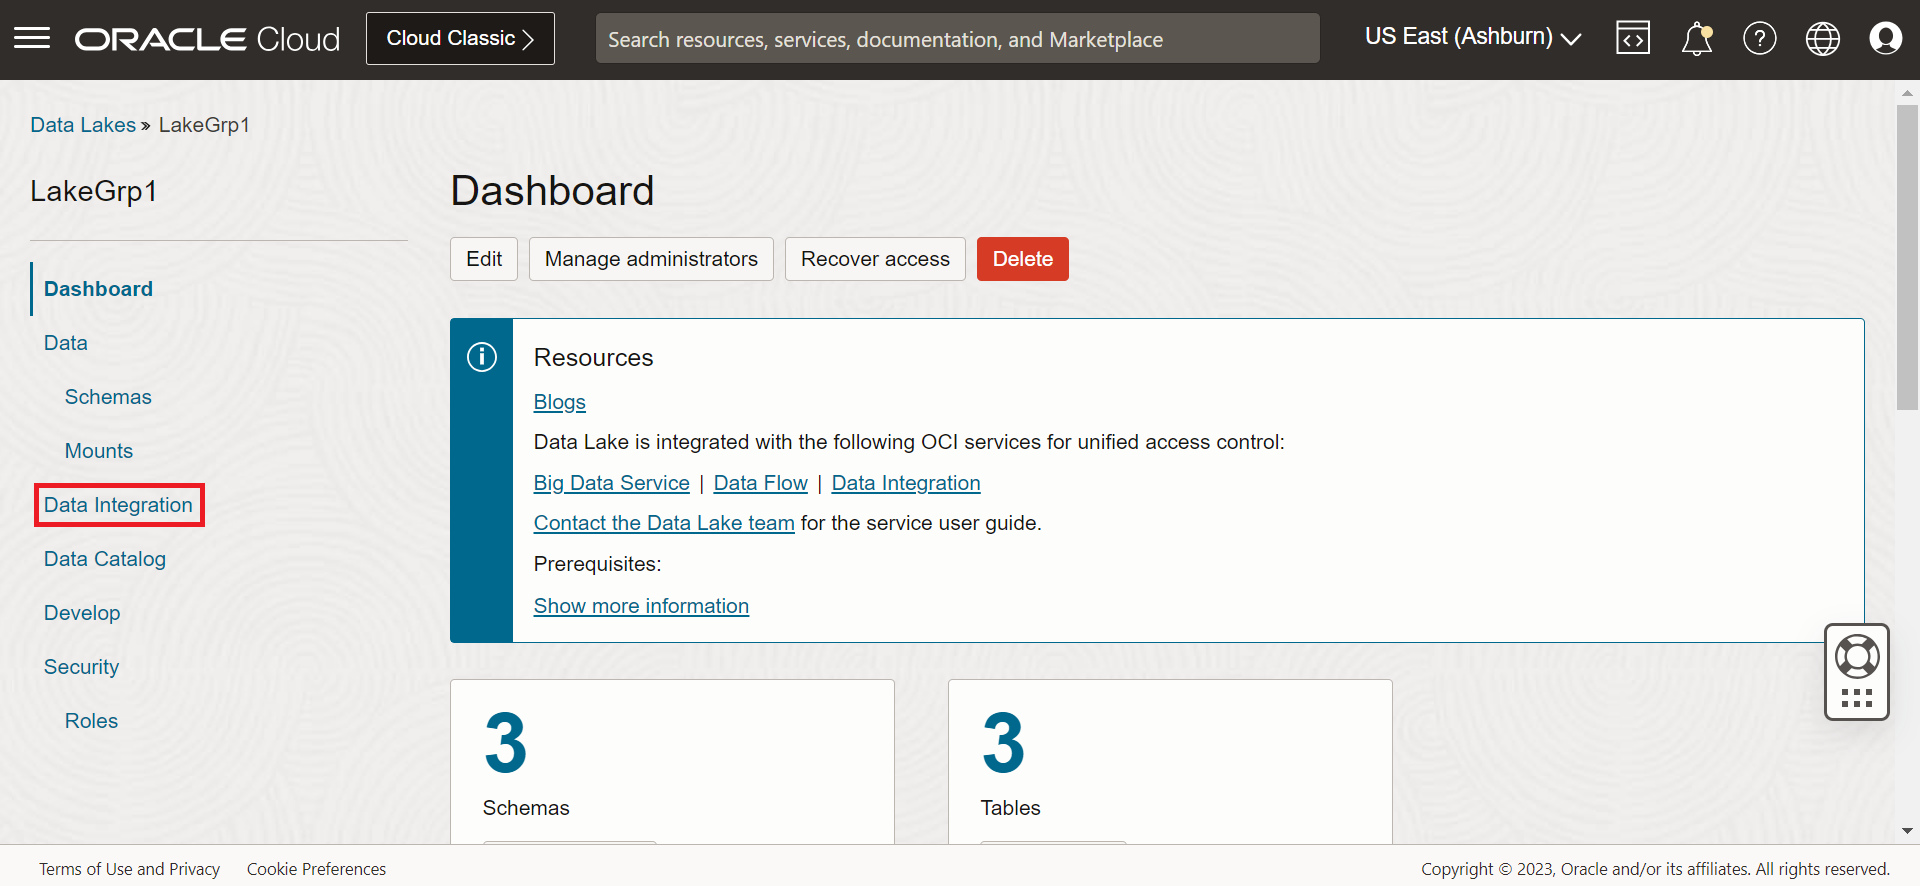 ORACLE Cloud
Cloud Classic
Search resources, services, documentation, and Marketplace
US East (Ashburn)
Data Lakes » LakeGrp1
LakeGrp1
Dashboard
Data
Schemas
Mounts
Data Integration
Data Catalog
Develop
Security
Roles
Dashboard
Edit
Manage administrators
Recover access
Delete
Resources
Blogs
Data Lake is integrated with the following OCI services for unified access control:
Big Data Service | Data Flow | Data Integration
Contact the Data Lake team for the service user guide.
Prerequisites:
Show more information
3
Schemas
3
Tables
Terms of Use and Privacy
Cookie Preferences
Copyright © 2023, Oracle and/or its affiliates. All rights reserved.